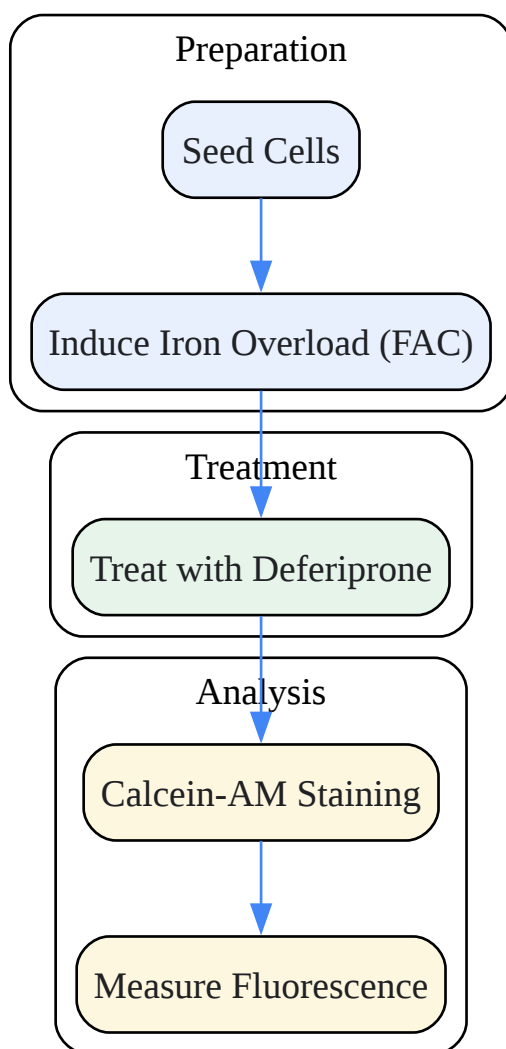 Preparation
Seed Cells
Induce Iron Overload (FAC)
Treatment
Treat with Deferiprone
Analysis
Calcein-AM Staining
Measure Fluorescence